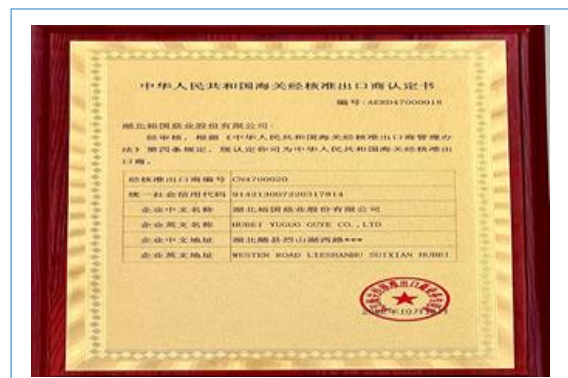 中华人民共和国海关经核准出口商认定书
编号:AERD47000018
湖北裕国菇业股份有限公司:
经审核,根据《中华人民共和国海关经核准出口商管理办
法》第四条规定,现认定你司为中华人民共和国海关经核准出
口商。
经核准出口商编号 CN4700020
统一社会信用代码 914213007220317814
企业中文名称 湖北裕国菇业股份有限公司
企业英文名称 HUBEI YUGUO GUYE CO.,LTD
企业中文地址 湖北随县烈山湖西路***
企业英文地址 WESTER ROAD LIESHANHU SUIXIAN HUBEI